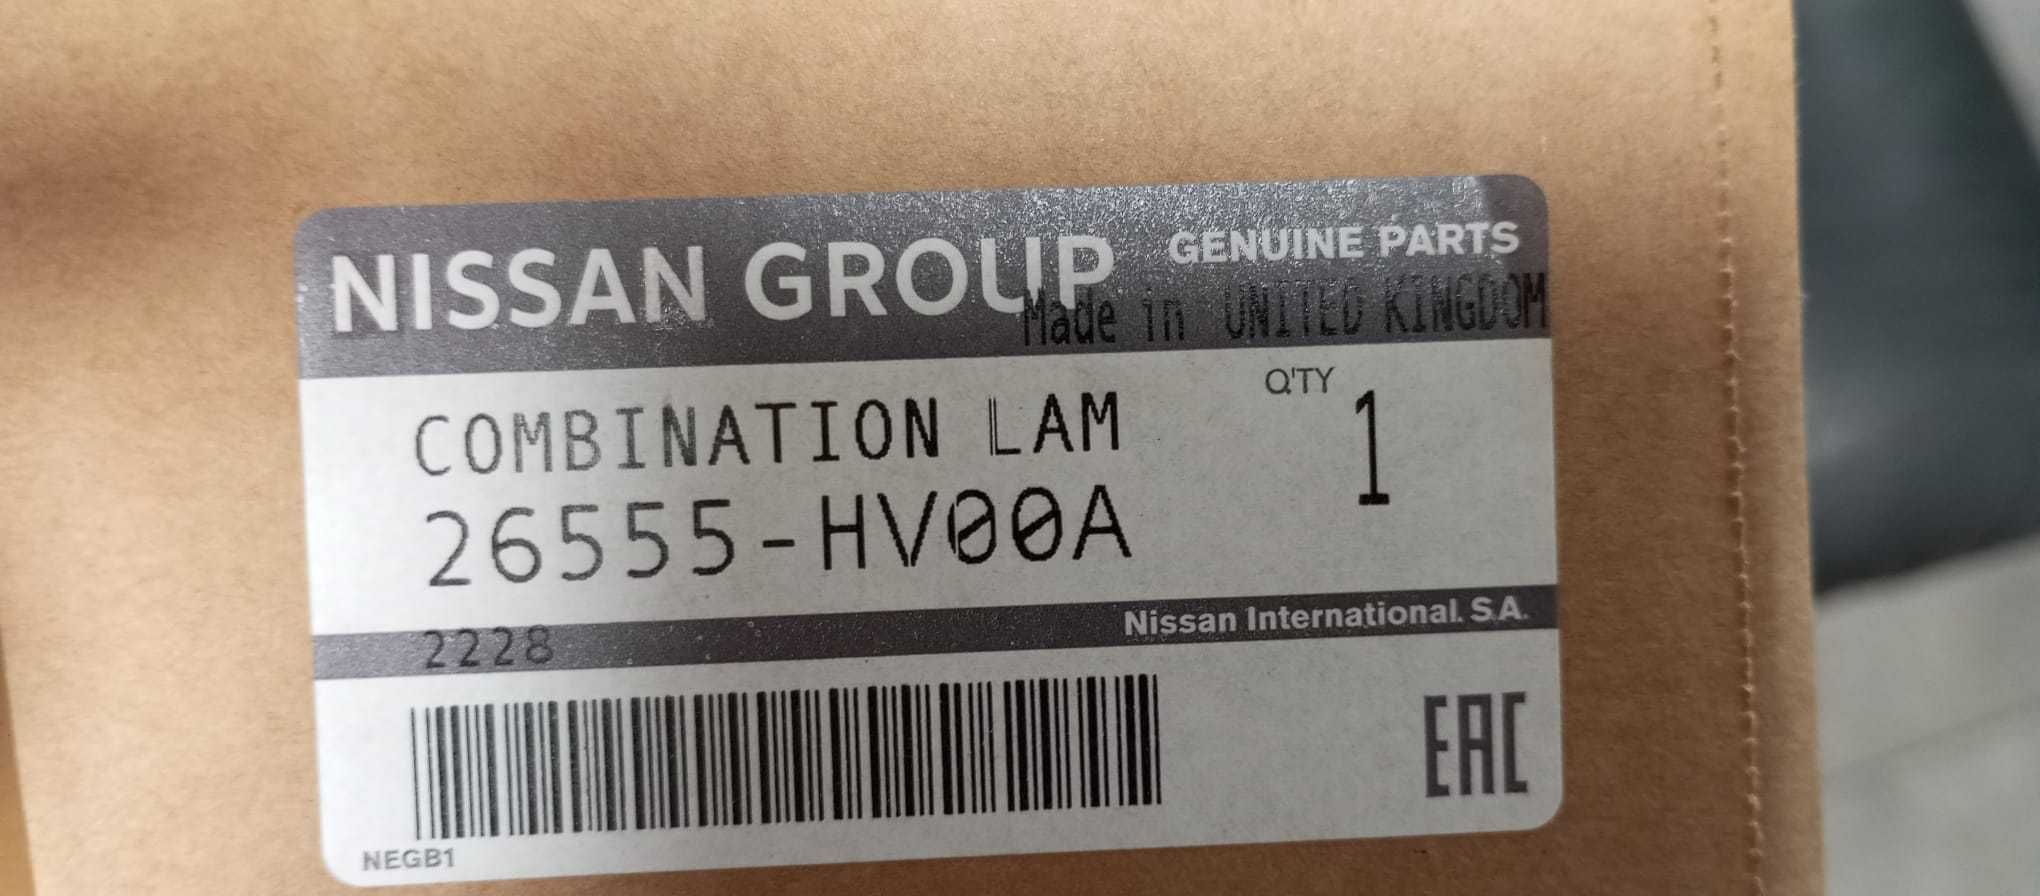 NISSAN GROUP GENUINE PARTS
Made in UNITED KINGDOM
COMBINATION LAM Q'TY 1
26555-HV00A
Nissan International. S.A.
2228
EAC
NEGB1